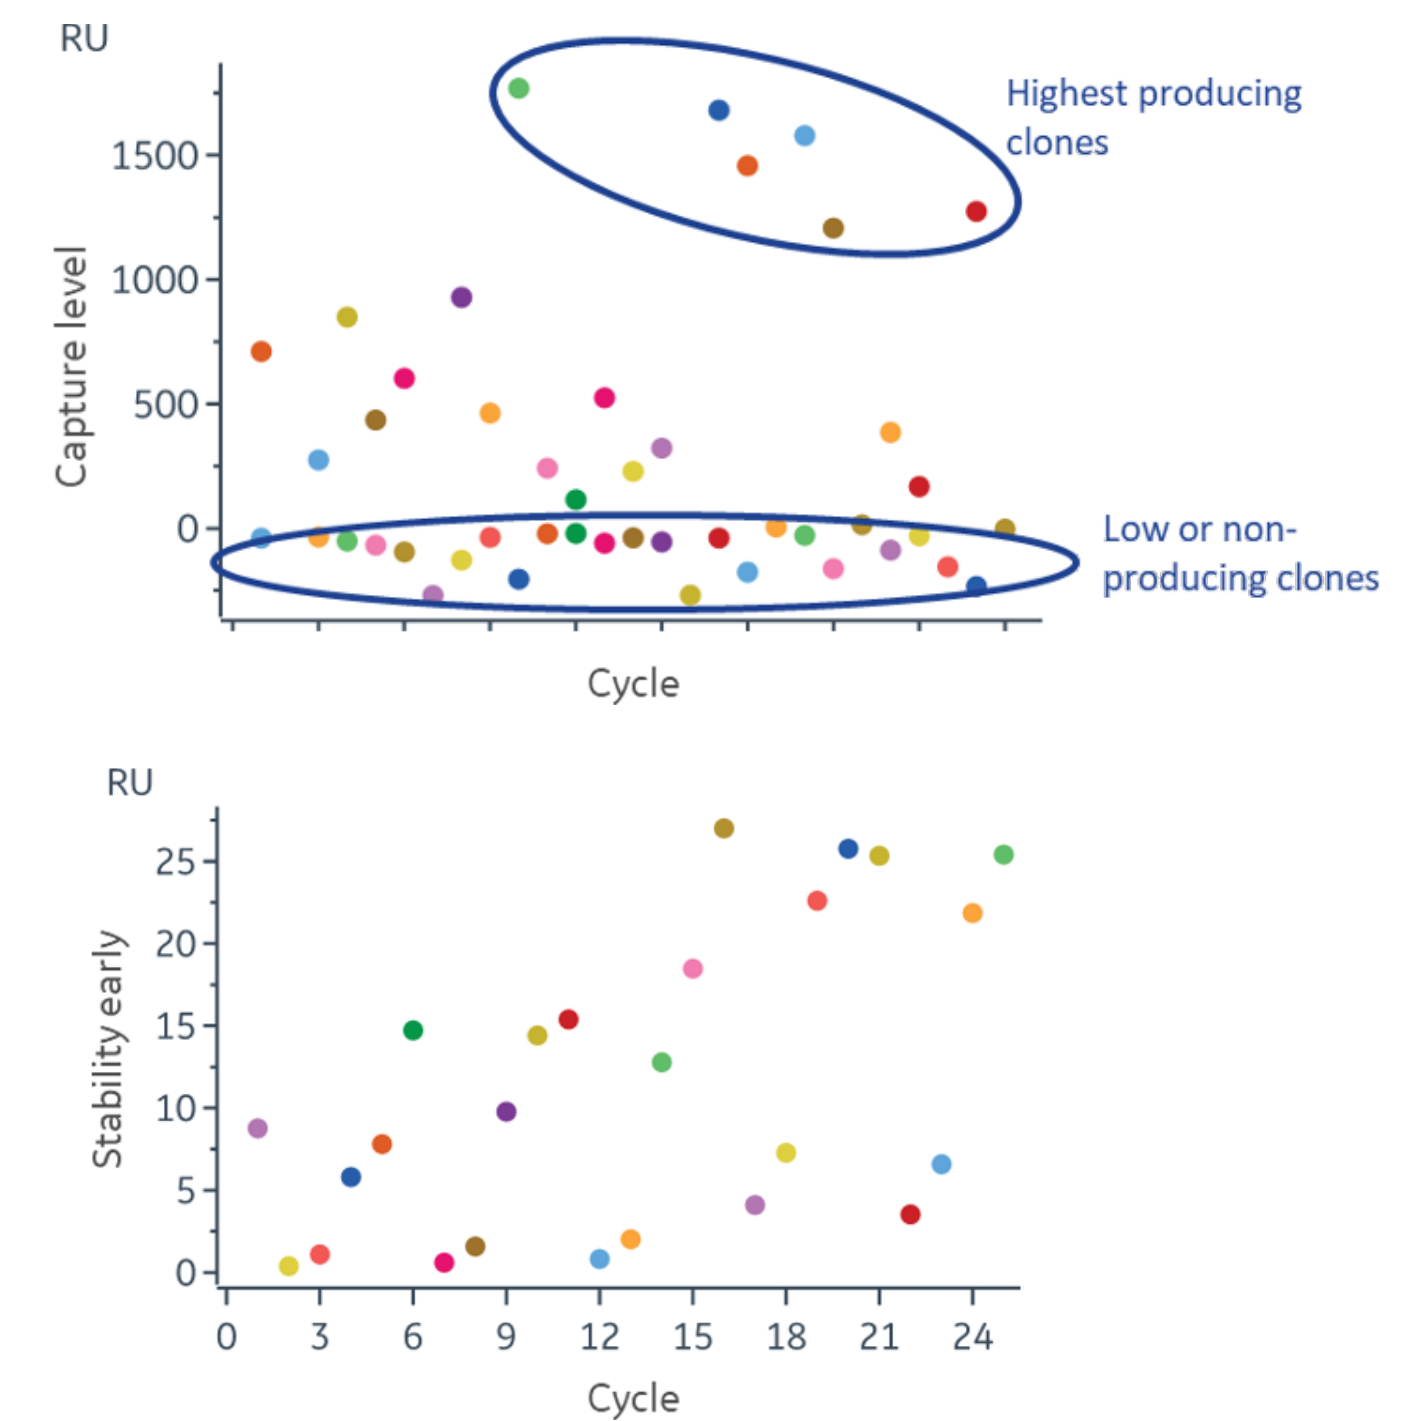 RU
Highest producing
clones
1500
1000
500
0
Capture level
Low or non-
producing clones
Cycle
RU
25
20
15
10
5
0
Stability early
0 3 6 9 12 15 18 21 24
Cycle